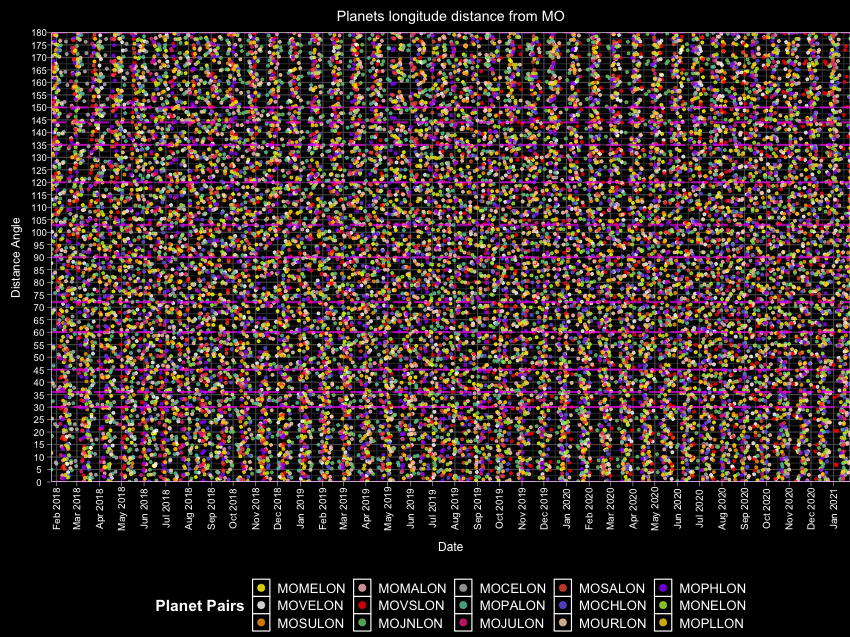 Planets longitude distance from MO
Distance Angle
180
175
170
165
160
155
150
145
140
135
130
125
120
115
110
105
100
95
90
85
80
75
70
65
60
55
50
45
40
35
30
25
20
15
10
5
0
Feb 2018
Mar 2018
Apr 2018
May 2018
Jun 2018
Jul 2018
Aug 2018
Sep 2018
Oct 2018
Nov 2018
Dec 2018
Jan 2019
Feb 2019
Mar 2019
Apr 2019
May 2019
Jun 2019
Jul 2019
Aug 2019
Sep 2019
Oct 2019
Nov 2019
Dec 2019
Jan 2020
Feb 2020
Mar 2020
Apr 2020
May 2020
Jun 2020
Jul 2020
Aug 2020
Sep 2020
Oct 2020
Nov 2020
Dec 2020
Jan 2021
Date
Planet Pairs
MOMELON MOMALON MOCELON MOSALON MOPHLON
MOVELON MOVSLON MOPALON MOCHLON MONELON
MOSULON MOJNLON MOJULON MOURLON MOPLLON